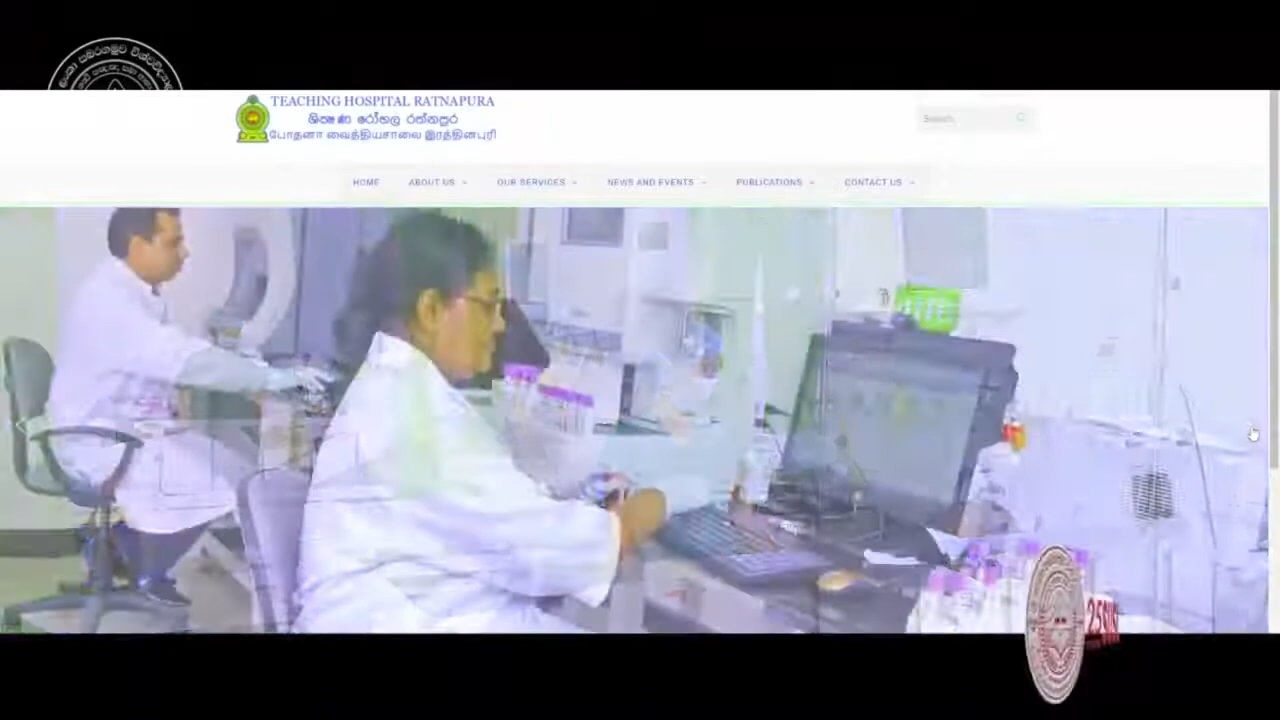 TEACHING HOSPITAL RATNAPURA
ශික්ෂණ රෝහල රත්නපුර
போதனா வைத்தியசாலை இரத்தினபுரி
Search
HOME
ABOUT US
OUR SERVICES
NEWS AND EVENTS
PUBLICATIONS
CONTACT US